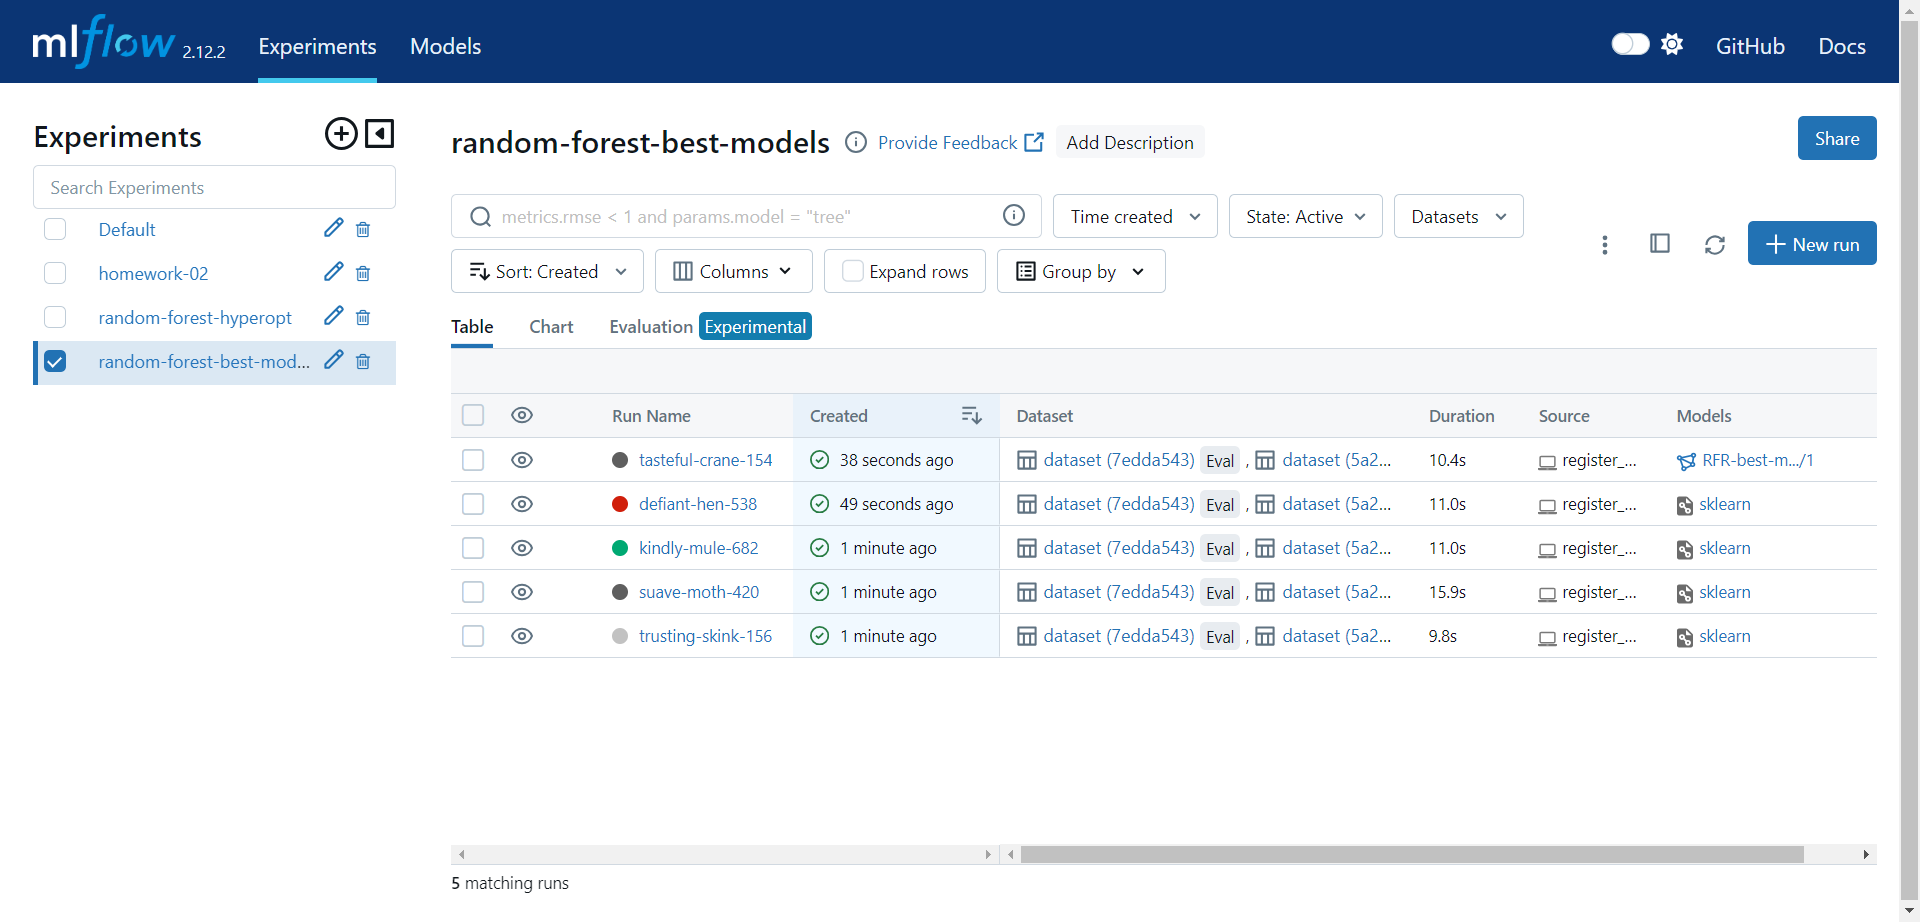 mlflow 2.12.2 Experiments Models GitHub Docs
Experiments
Search Experiments
Default
homework-02
random-forest-hyperopt
random-forest-best-mod...
random-forest-best-models Provide Feedback Add Description Share
metrics.rmse < 1 and params.model = "tree" Time created State: Active Datasets
New run
Sort: Created Columns Expand rows Group by
Table Chart Evaluation Experimental
Run Name Created Dataset Duration Source Models
tasteful-crane-154 38 seconds ago dataset (7edda543) Eval , dataset (5a2... 10.4s register_... RFR-best-m.../1
defiant-hen-538 49 seconds ago dataset (7edda543) Eval , dataset (5a2... 11.0s register_... sklearn
kindly-mule-682 1 minute ago dataset (7edda543) Eval , dataset (5a2... 11.0s register_... sklearn
suave-moth-420 1 minute ago dataset (7edda543) Eval , dataset (5a2... 15.9s register_... sklearn
trusting-skink-156 1 minute ago dataset (7edda543) Eval , dataset (5a2... 9.8s register_... sklearn
5 matching runs